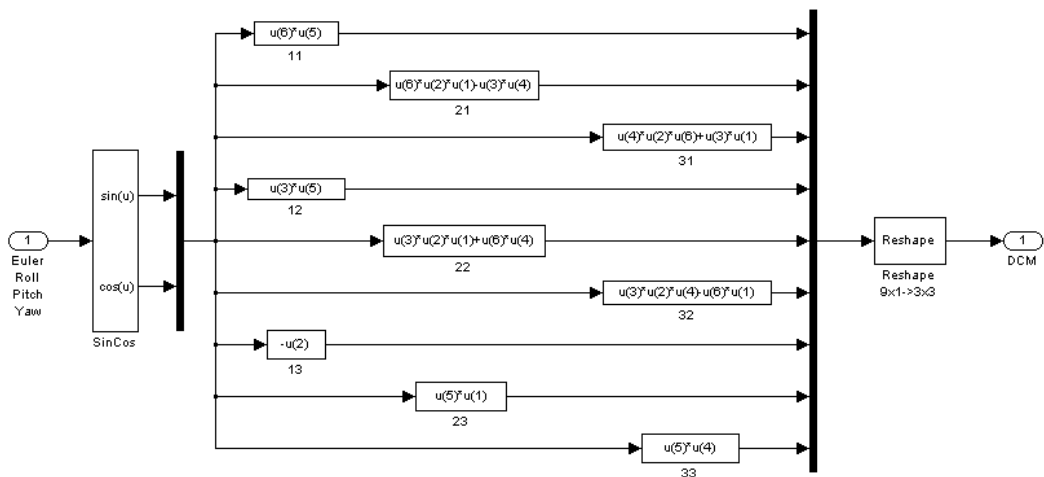 u(6)*u(5)
11
u(6)*u(2)*u(1)-u(3)*u(4)
21
u(4)*u(2)*u(6)+u(3)*u(1)
31
1
Euler
Roll
Pitch
Yaw
sin(u)
cos(u)
SinCos
u(3)*u(5)
12
u(3)*u(2)*u(1)+u(6)*u(4)
22
u(3)*u(2)*u(4)-u(6)*u(1)
32
-u(2)
13
u(5)*u(1)
23
u(5)*u(4)
33
Reshape
Reshape
9x1->3x3
1
DCM